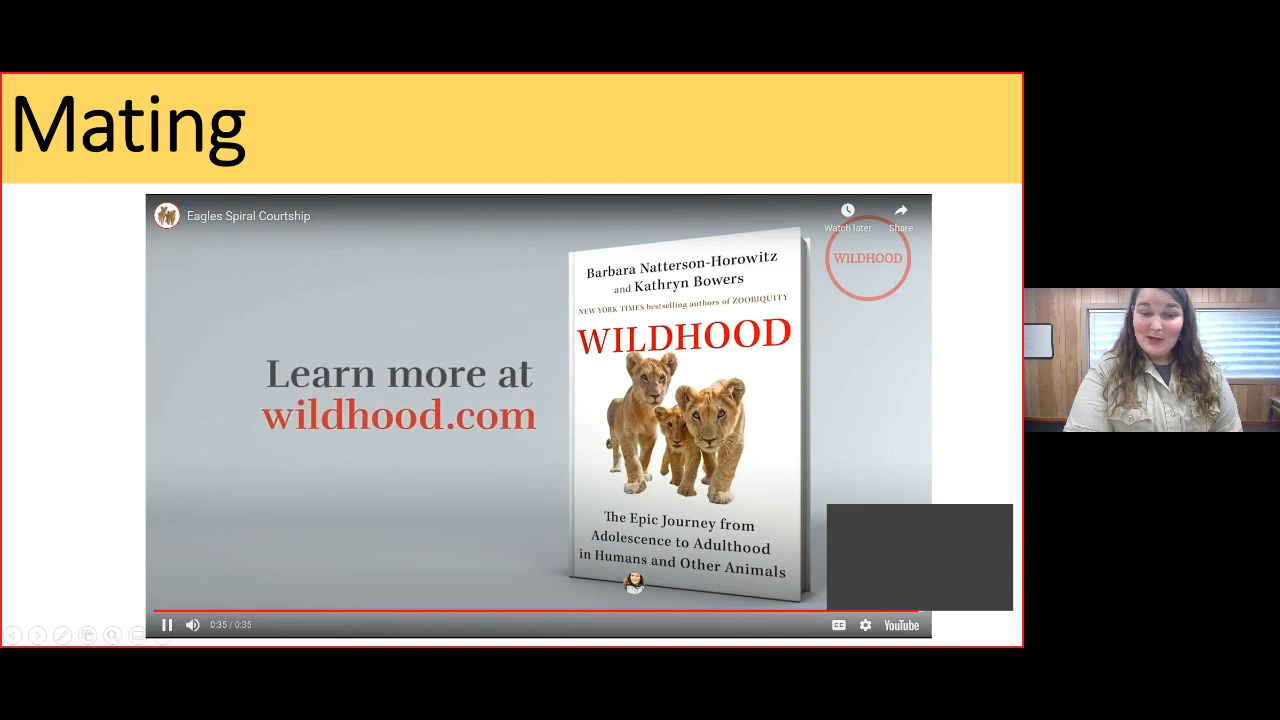 Mating
Eagles Spiral Courtship
Watch later
Share
WILDHOOD
Barbara Natterson-Horowitz
and Kathryn Bowers
NEW YORK TIMES bestselling authors of ZOOBIQUITY
WILDHOOD
Learn more at
wildhood.com
The Epic Journey from
Adolescence to Adulthood
in Humans and Other Animals
0:35 / 0:35
CC
YouTube